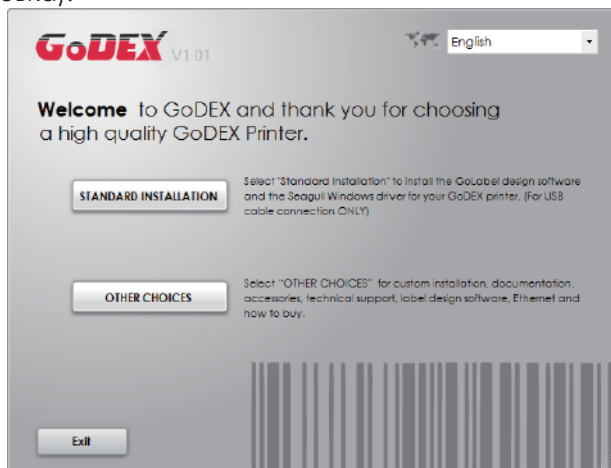 GoDEX V1.01
English
Welcome to GoDEX and thank you for choosing
a high quality GoDEX Printer.
STANDARD INSTALLATION
Select "Standard Installation" to install the GoLabel design software
and the Seagull Windows driver for your GoDEX printer. (For USB
cable connection ONLY)
OTHER CHOICES
Select "OTHER CHOICES" for custom installation, documentation,
accessories, technical support, label design software, Ethernet and
how to buy.
Exit